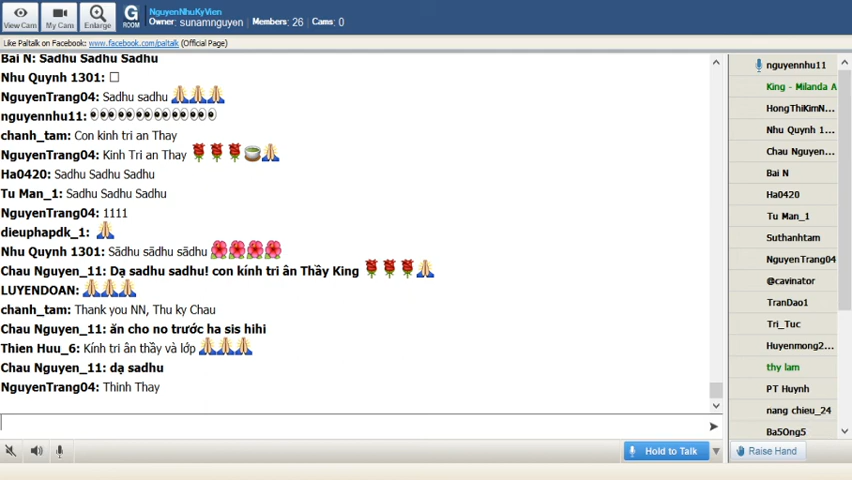 View Cam
My Cam
Enlarge
G
ROOM
NguyenNhuKyVien
Owner: sunamnguyen Members: 26 Cams: 0
Like Paltalk on Facebook: www.facebook.com/paltalk (Official Page)
Bai N: Sadhu Sadhu Sadhu
Nhu Quynh 1301: □
NguyenTrang04: Sadhu sadhu 🙏🙏🙏
nguyennhu11: 👀👀👀👀👀👀👀👀
chanh_tam: Con kinh tri an Thay
NguyenTrang04: Kinh Tri an Thay 🌹🌹🌹🍵🙏
Ha0420: Sadhu Sadhu Sadhu
Tu Man_1: Sadhu Sadhu Sadhu
NguyenTrang04: 1111
dieuphapdk_1: 🙏
Nhu Quynh 1301: Sādhu sādhu sādhu 🌺🌺🌺🌺
Chau Nguyen_11: Dạ sadhu sadhu! con kính tri ân Thầy King 🌹🌹🌹🙏
LUYENDOAN: 🙏🙏🙏
chanh_tam: Thank you NN, Thu ky Chau
Chau Nguyen_11: ăn cho no trước ha sis hihi
Thien Huu_6: Kính tri ân thầy và lớp 🙏🙏🙏
Chau Nguyen_11: dạ sadhu
NguyenTrang04: Thinh Thay
nguyennhu11
King - Milanda A
HongThiKimN...
Nhu Quynh 1...
Chau Nguyen...
Bai N
Ha0420
Tu Man_1
Suthanhtam
NguyenTrang04
@cavinator
TranDao1
Tri_Tuc
Huyenmong2...
thy lam
PT Huynh
nang chieu_24
Ba5Ong5
Hold to Talk
Raise Hand